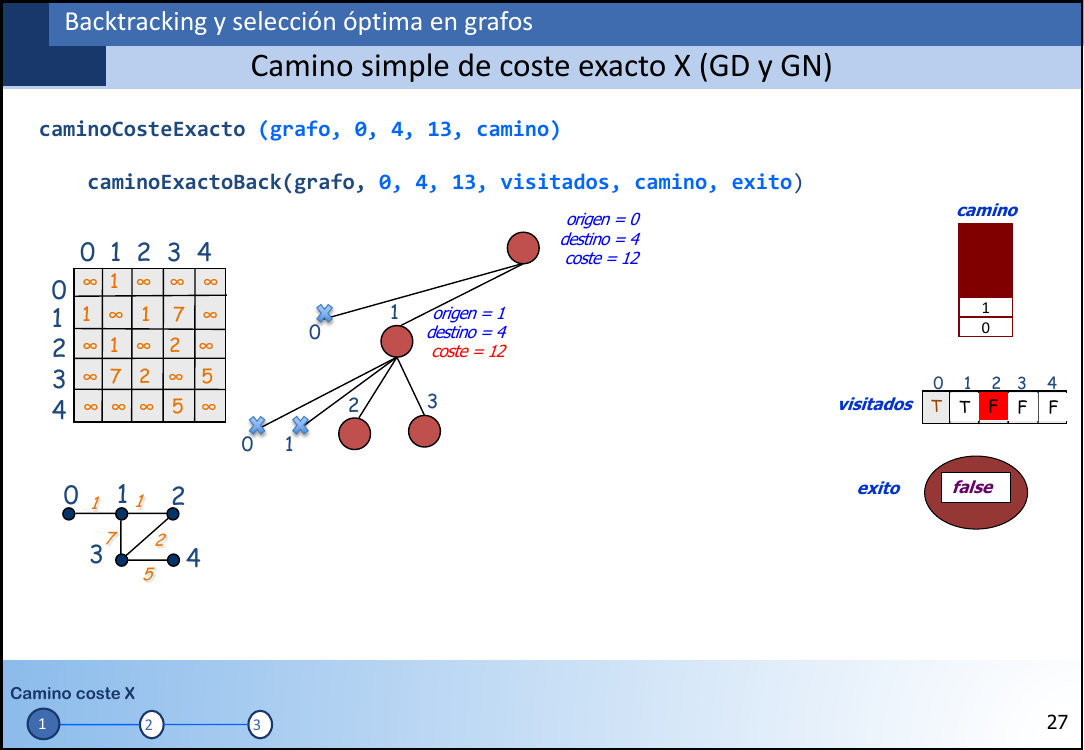 Backtracking y selección óptima en grafos
Camino simple de coste exacto X (GD y GN)
caminoCosteExacto (grafo, 0, 4, 13, camino)
caminoExactoBack(grafo, 0, 4, 13, visitados, camino, exito)
origen = 0
destino = 4
coste = 12
camino
1
0
0 1 2 3 4
0 ∞ 1 ∞ ∞ ∞
1 1 ∞ 1 7 ∞
2 ∞ 1 ∞ 2 ∞
3 ∞ 7 2 ∞ 5
4 ∞ ∞ ∞ 5 ∞
0
1
origen = 1
destino = 4
coste = 12
0 1 2 3
0 1 2 3 4
visitados T T F F F
exito false
0 1 1 1 2
7 2
3 4
5
Camino coste X
1 2 3
27